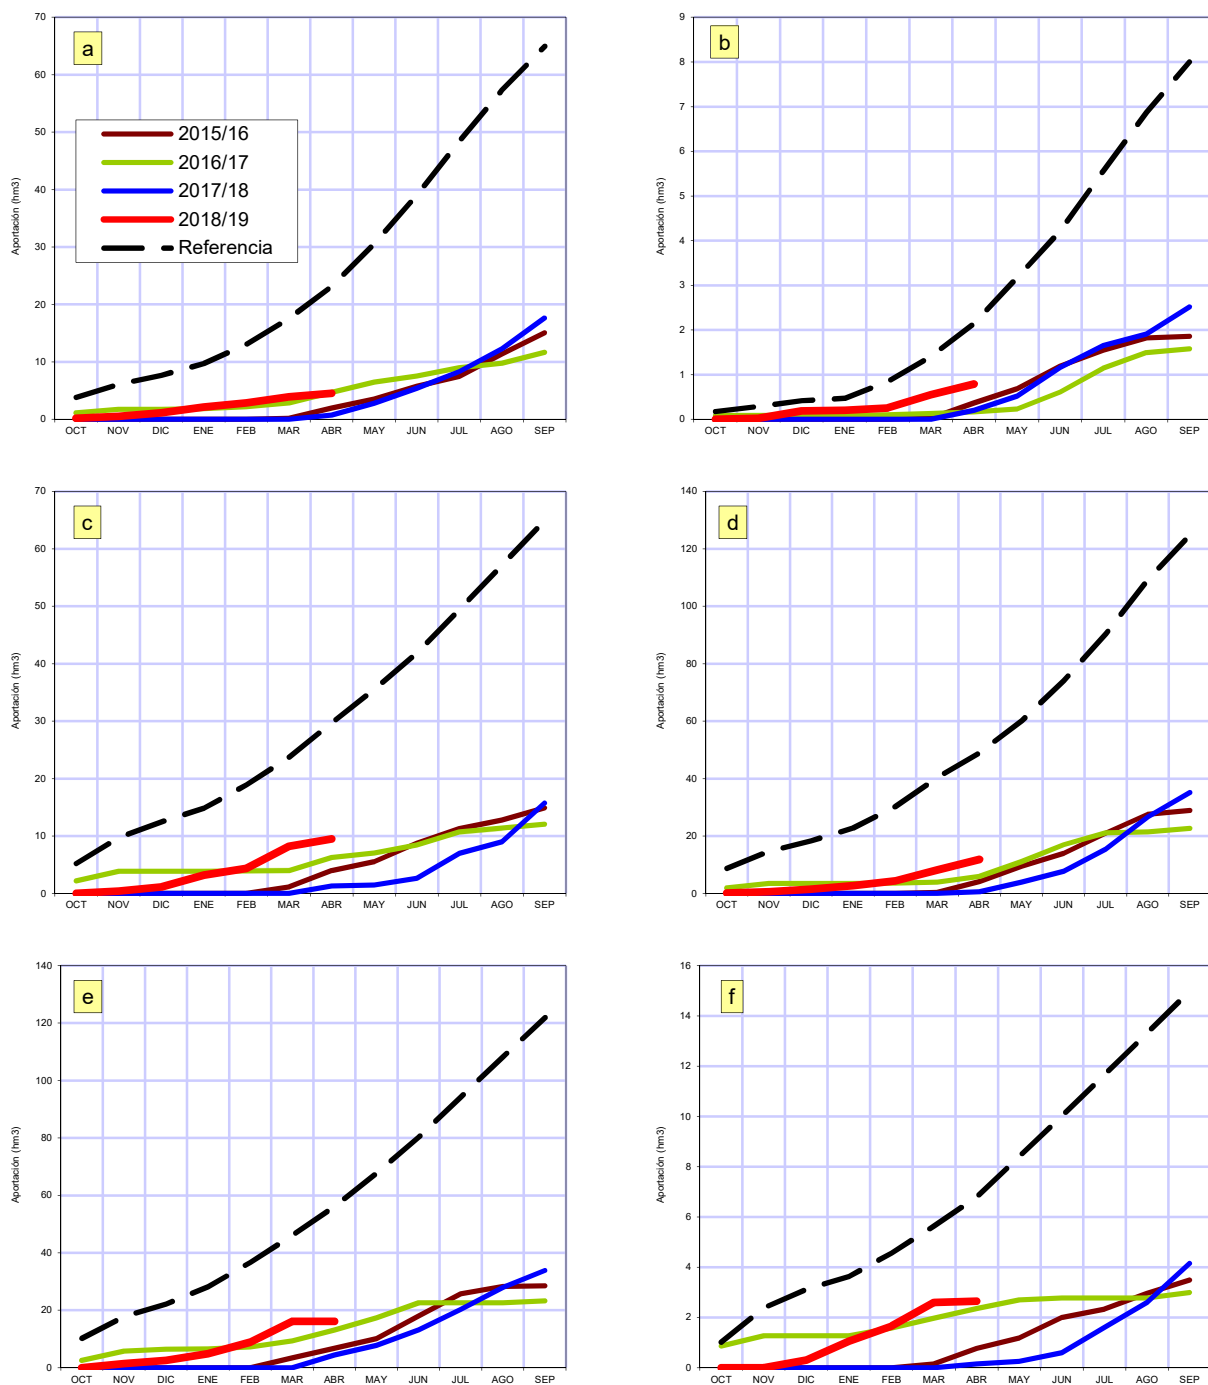 a
70
60
50
40
30
20
10
0
Aportación (hm3)
2015/16
2016/17
2017/18
2018/19
Referencia
OCT NOV DIC ENE FEB MAR ABR MAY JUN JUL AGO SEP
b
9
8
7
6
5
4
3
2
1
0
Aportación (hm3)
OCT NOV DIC ENE FEB MAR ABR MAY JUN JUL AGO SEP
c
70
60
50
40
30
20
10
0
Aportación (hm3)
OCT NOV DIC ENE FEB MAR ABR MAY JUN JUL AGO SEP
d
140
120
100
80
60
40
20
0
Aportación (hm3)
OCT NOV DIC ENE FEB MAR ABR MAY JUN JUL AGO SEP
e
140
120
100
80
60
40
20
0
Aportación (hm3)
OCT NOV DIC ENE FEB MAR ABR MAY JUN JUL AGO SEP
f
16
14
12
10
8
6
4
2
0
Aportación (hm3)
OCT NOV DIC ENE FEB MAR ABR MAY JUN JUL AGO SEP